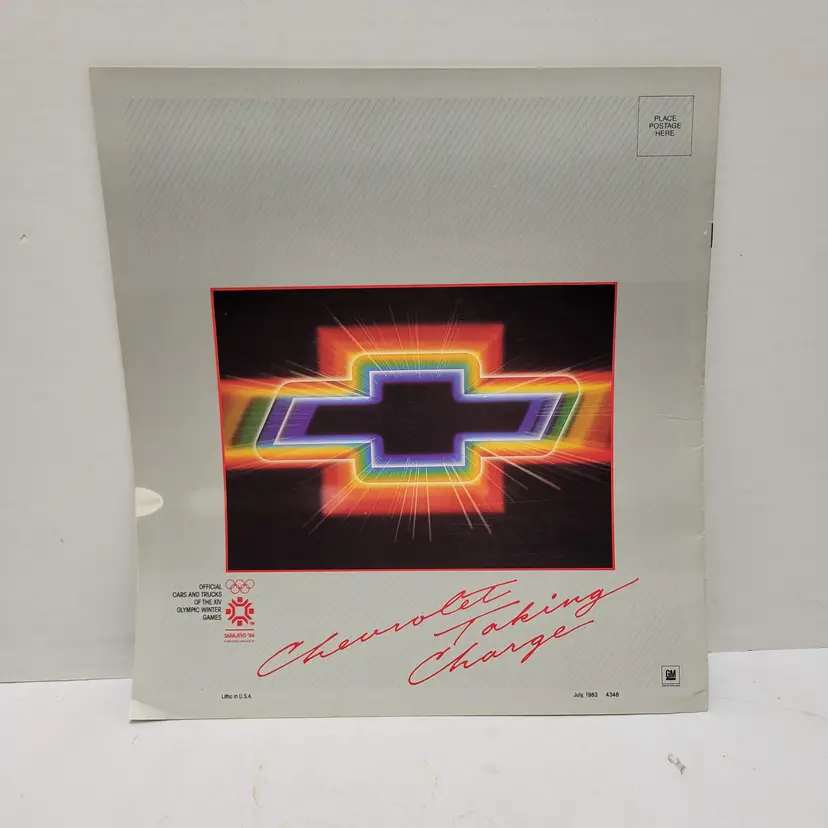 PLACE
POSTAGE
HERE
OFFICIAL
CARS AND TRUCKS
OF THE XIV
OLYMPIC WINTER
GAMES
TM
SARAJEVO '84
Chevrolet
Taking
Charge
GM
Litho in U.S.A.
July, 1983 4348